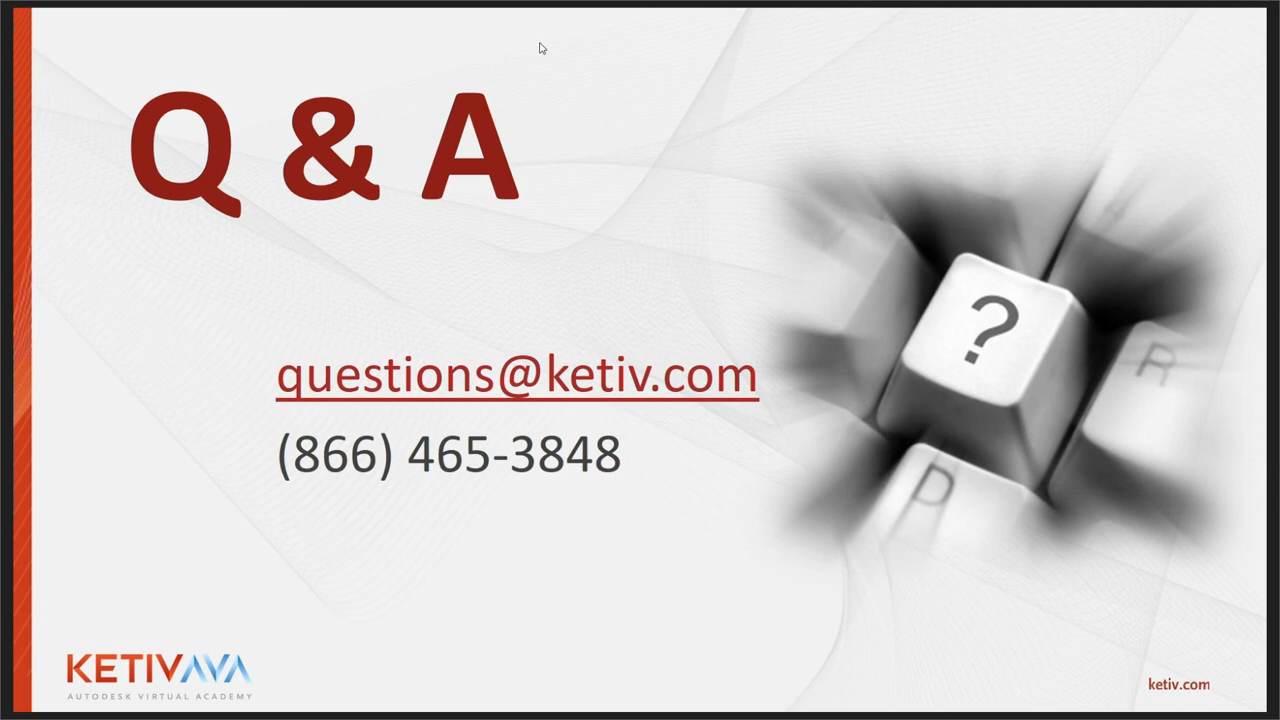 Q & A
questions@ketiv.com
(866) 465-3848
?
R
D
KETIVAVA
AUTODESK VIRTUAL ACADEMY
ketiv.com